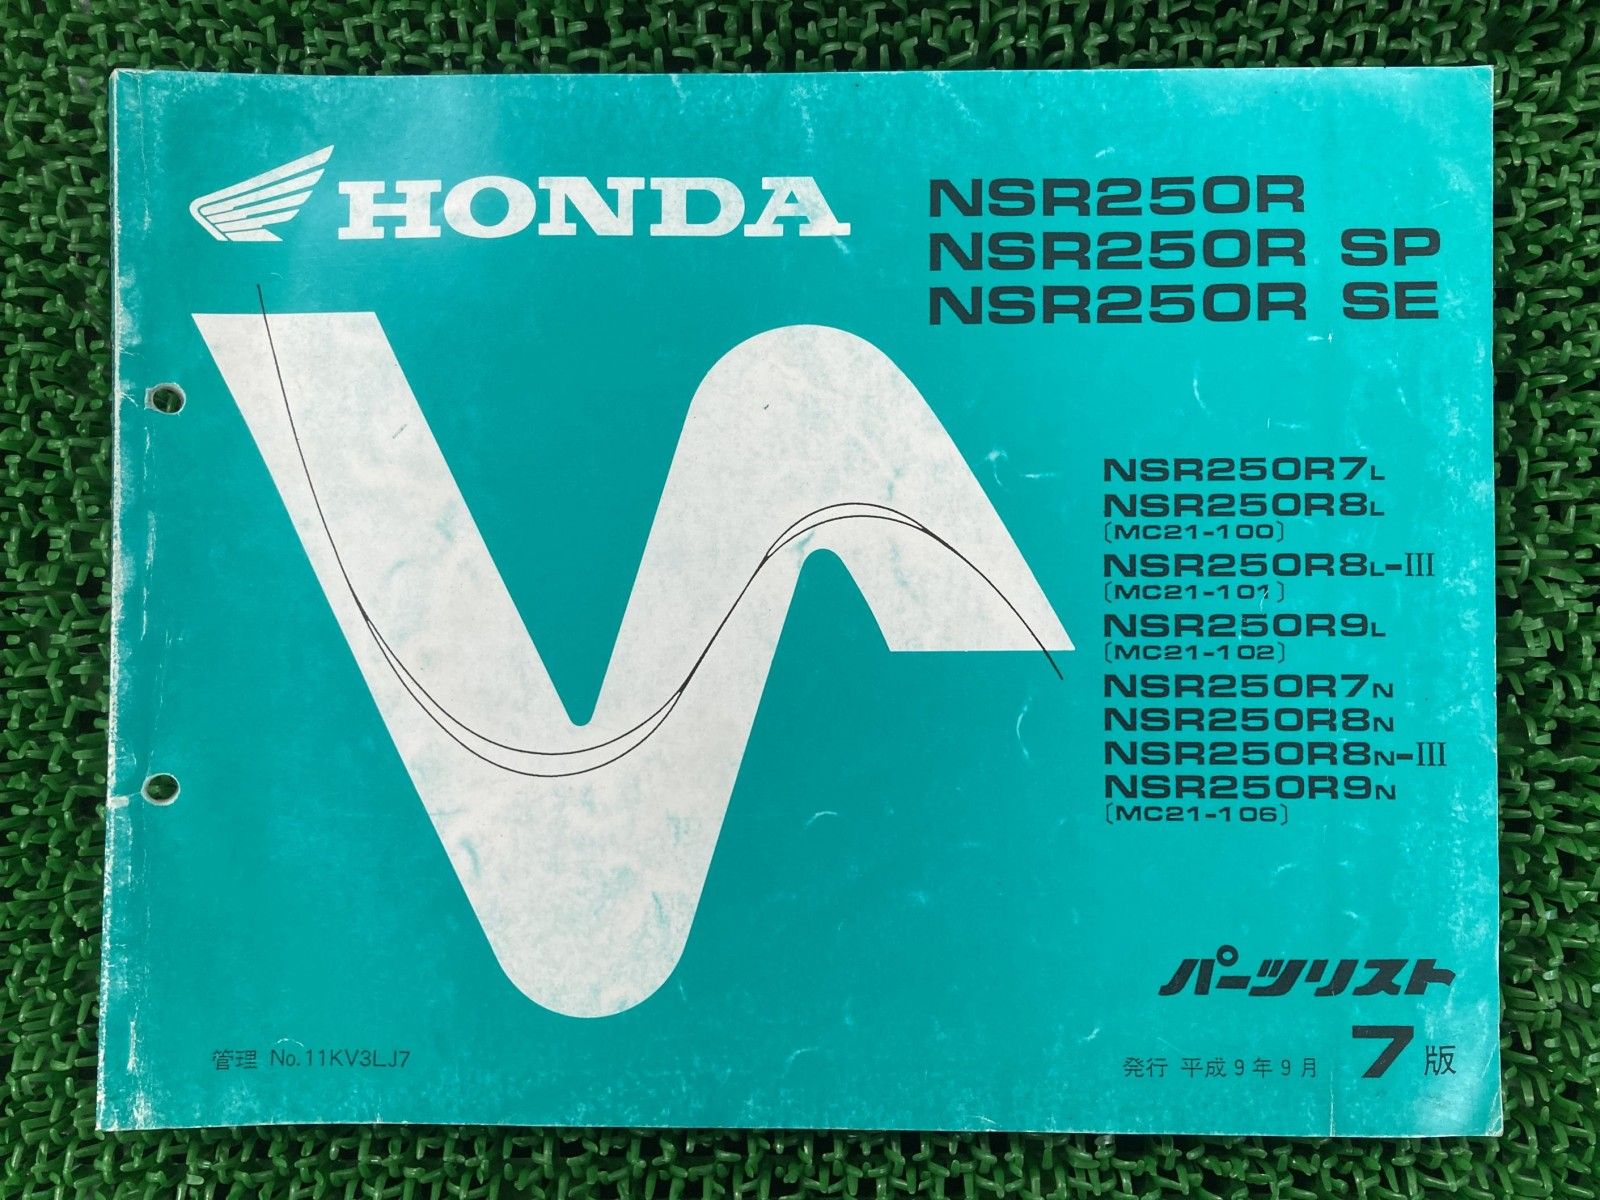 HONDA
NSR250R
NSR250R SP
NSR250R SE
NSR250R7L
NSR250R8L
(MC21-100)
NSR250R8L-III
(MC21-101)
NSR250R9L
(MC21-102)
NSR250R7N
NSR250R8N
NSR250R8N-III
NSR250R9N
(MC21-106)
パーツリスト
7版
管理 No.11KV3LJ7
発行 平成9年9月